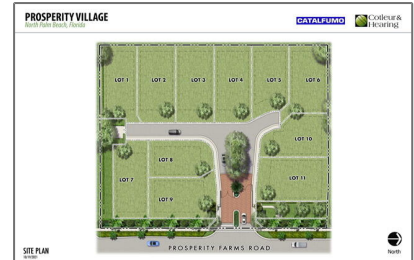 PROSPERITY VILLAGE
North Palm Beach, Florida
CATALFUMO
Cotleur &
Hearing
LOT 1
LOT 2
LOT 3
LOT 4
LOT 5
LOT 6
LOT 10
LOT 8
LOT 7
LOT 11
LOT 9
PROSPERITY FARMS ROAD
SITE PLAN
North